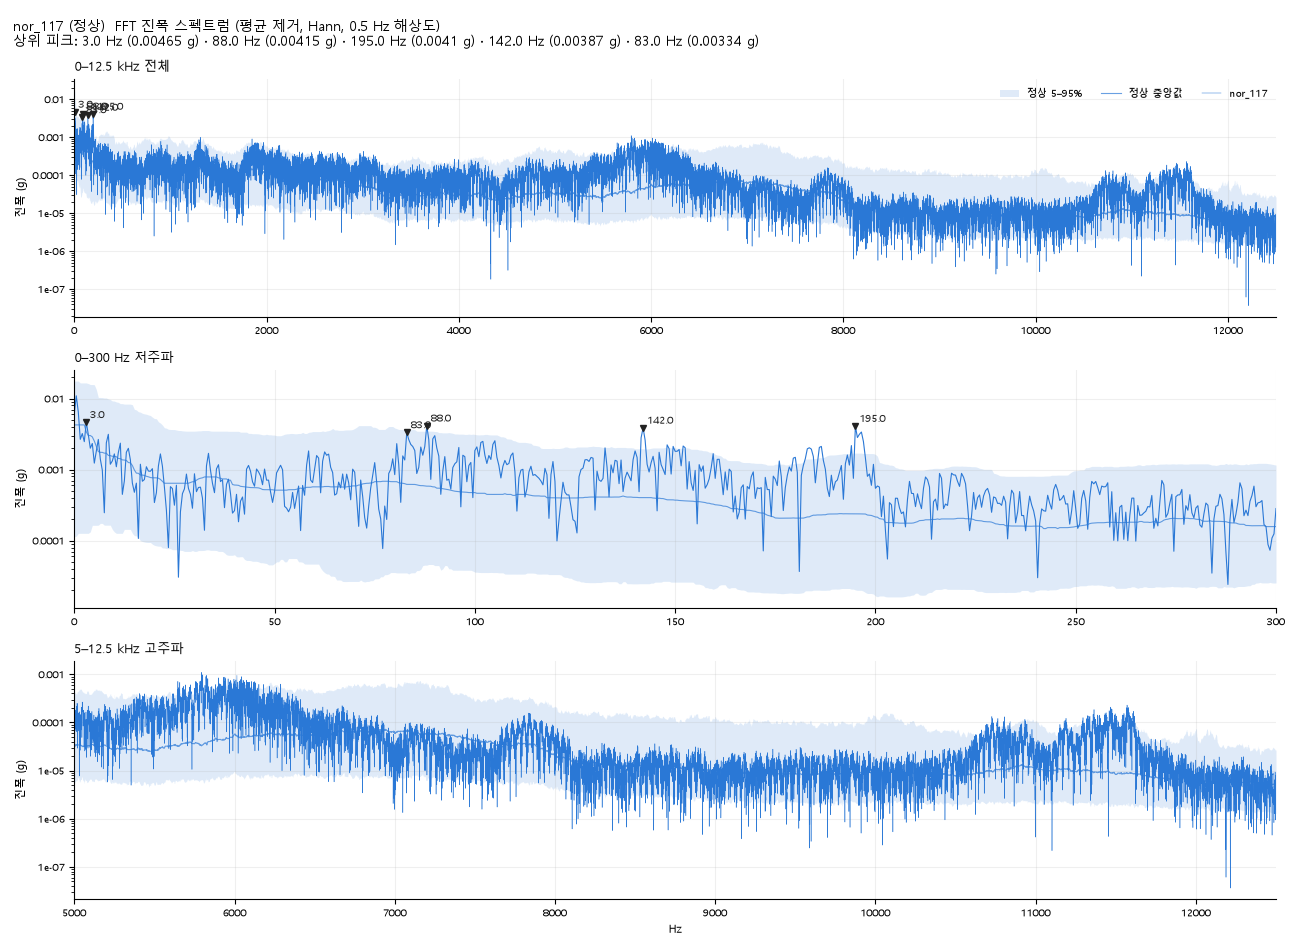 nor_117 (정상)  FFT 진폭 스펙트럼 (평균 제거, Hann, 0.5 Hz 해상도)
상위 피크: 3.0 Hz (0.00465 g) · 88.0 Hz (0.00415 g) · 195.0 Hz (0.0041 g) · 142.0 Hz (0.00387 g) · 83.0 Hz (0.00334 g)
0–12.5 kHz 전체
정상 5–95% 정상 중앙값 nor_117
0.01
0.001
0.0001
1e-05
1e-06
1e-07
진폭 (g)
0 2000 4000 6000 8000 10000 12000
0–300 Hz 저주파
3.0 88.0 142.0 195.0
0.01
0.001
0.0001
진폭 (g)
0 50 100 150 200 250 300
5–12.5 kHz 고주파
0.001
0.0001
1e-05
1e-06
1e-07
진폭 (g)
5000 6000 7000 8000 9000 10000 11000 12000
Hz